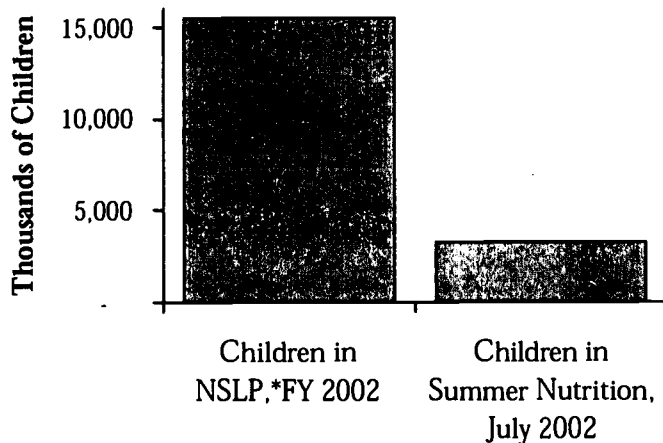 Thousands of Children
15,000
10,000
5,000
-
Children in
NSLP,*FY 2002
Children in
Summer Nutrition,
July 2002